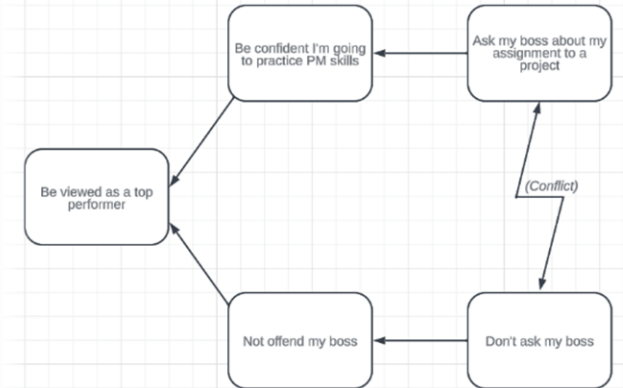 Be confident I'm going
to practice PM skills
Ask my boss about my
assignment to a
project
Be viewed as a top
performer
(Conflict)
Not offend my boss
Don't ask my boss